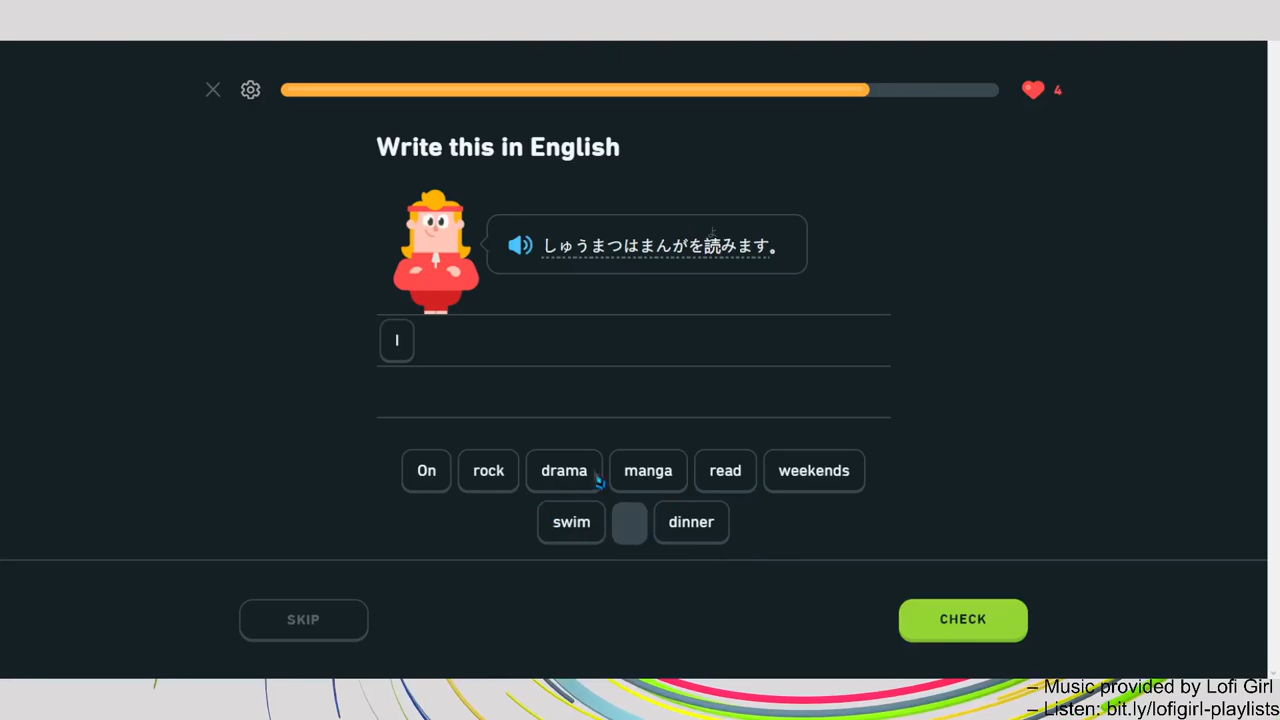 4
Write this in English
よ
しゅうまつはまんがを読みます。
I
On rock drama manga read weekends
swim dinner
SKIP CHECK
– Music provided by Lofi Girl
– Listen: bit.ly/lofigirl-playlists